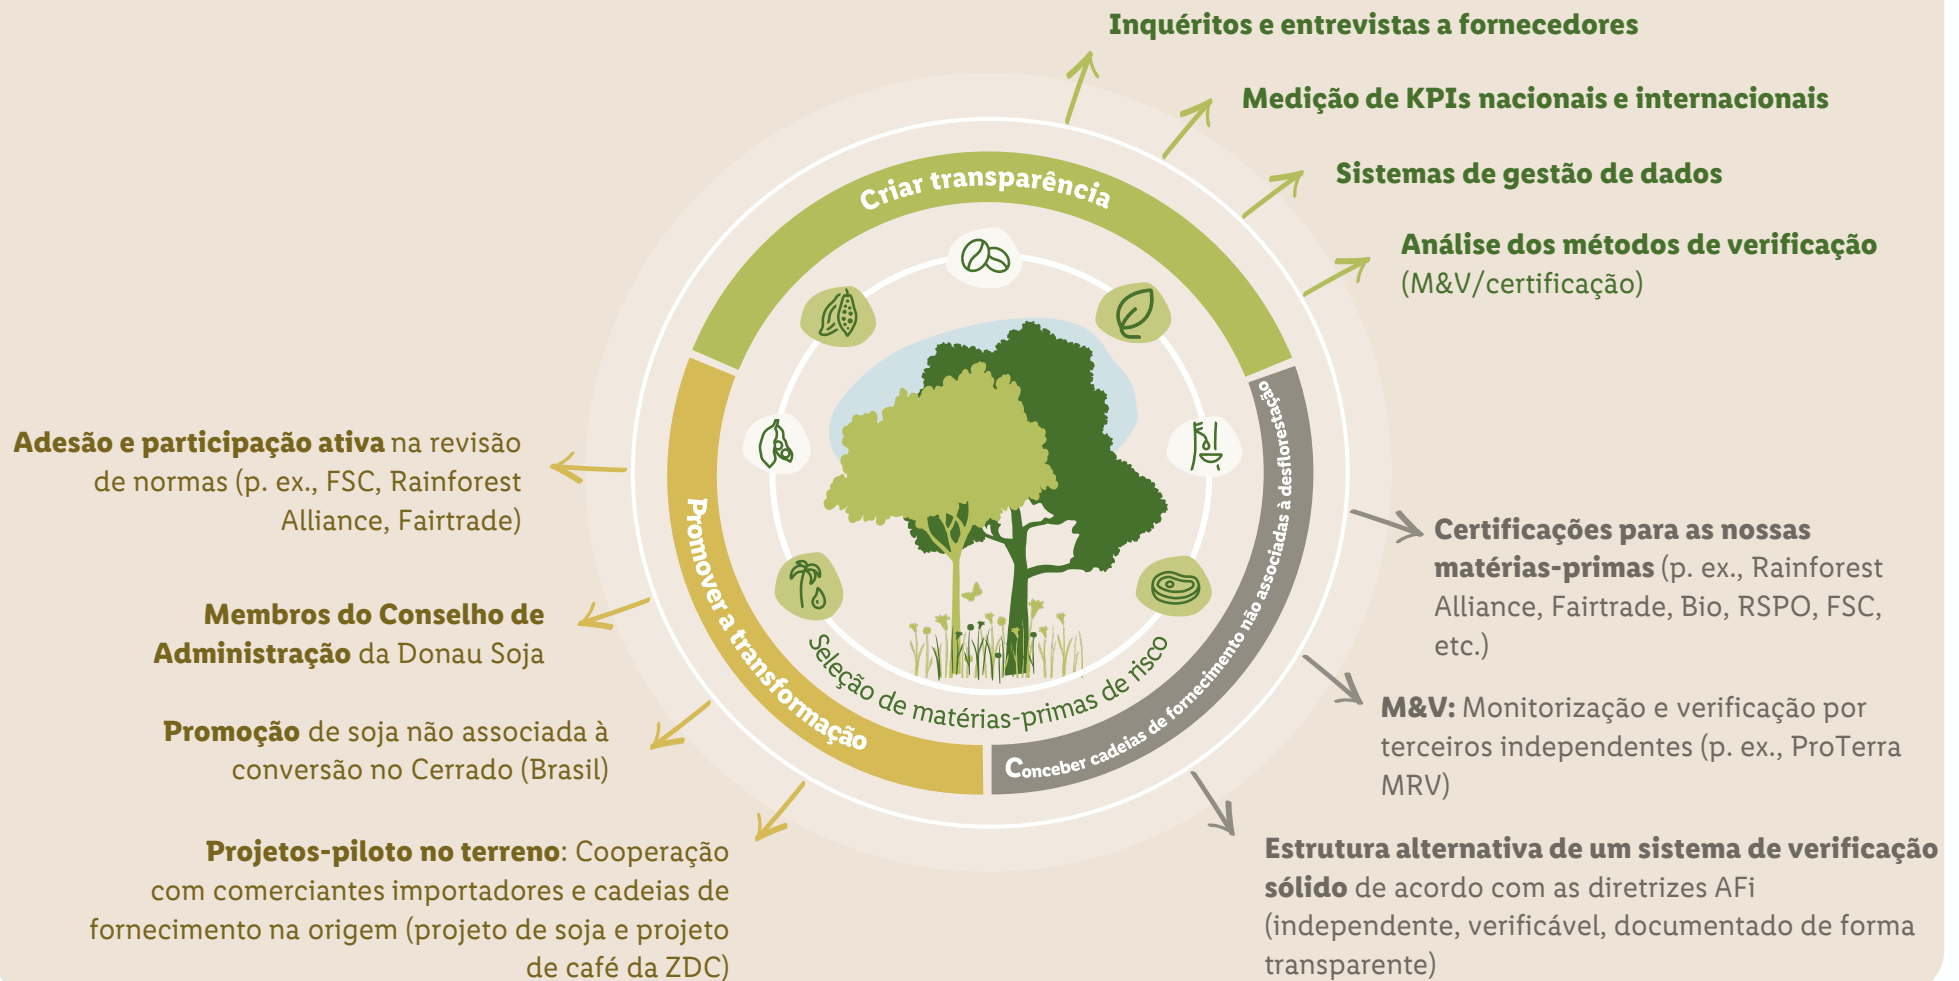 Inquéritos e entrevistas a fornecedores
Medição de KPIs nacionais e internacionais
Sistemas de gestão de dados
Análise dos métodos de verificação
(M&V/certificação)
Criar transparência
Adesão e participação ativa na revisão
de normas (p. ex., FSC, Rainforest
Alliance, Fairtrade)
Membros do Conselho de
Administração da Donau Soja
Promoção de soja não associada à
conversão no Cerrado (Brasil)
Projetos-piloto no terreno: Cooperação
com comerciantes importadores e cadeias de
fornecimento na origem (projeto de soja e projeto
de café da ZDC)
Promover a transformação
Seleção de matérias-primas de risco
Conceber cadeias de fornecimento não associadas à desflorestação
Certificações para as nossas
matérias-primas (p. ex., Rainforest
Alliance, Fairtrade, Bio, RSPO, FSC,
etc.)
M&V: Monitorização e verificação por
terceiros independentes (p. ex., ProTerra
MRV)
Estrutura alternativa de um sistema de verificação
sólido de acordo com as diretrizes AFi
(independente, verificável, documentado de forma
transparente)